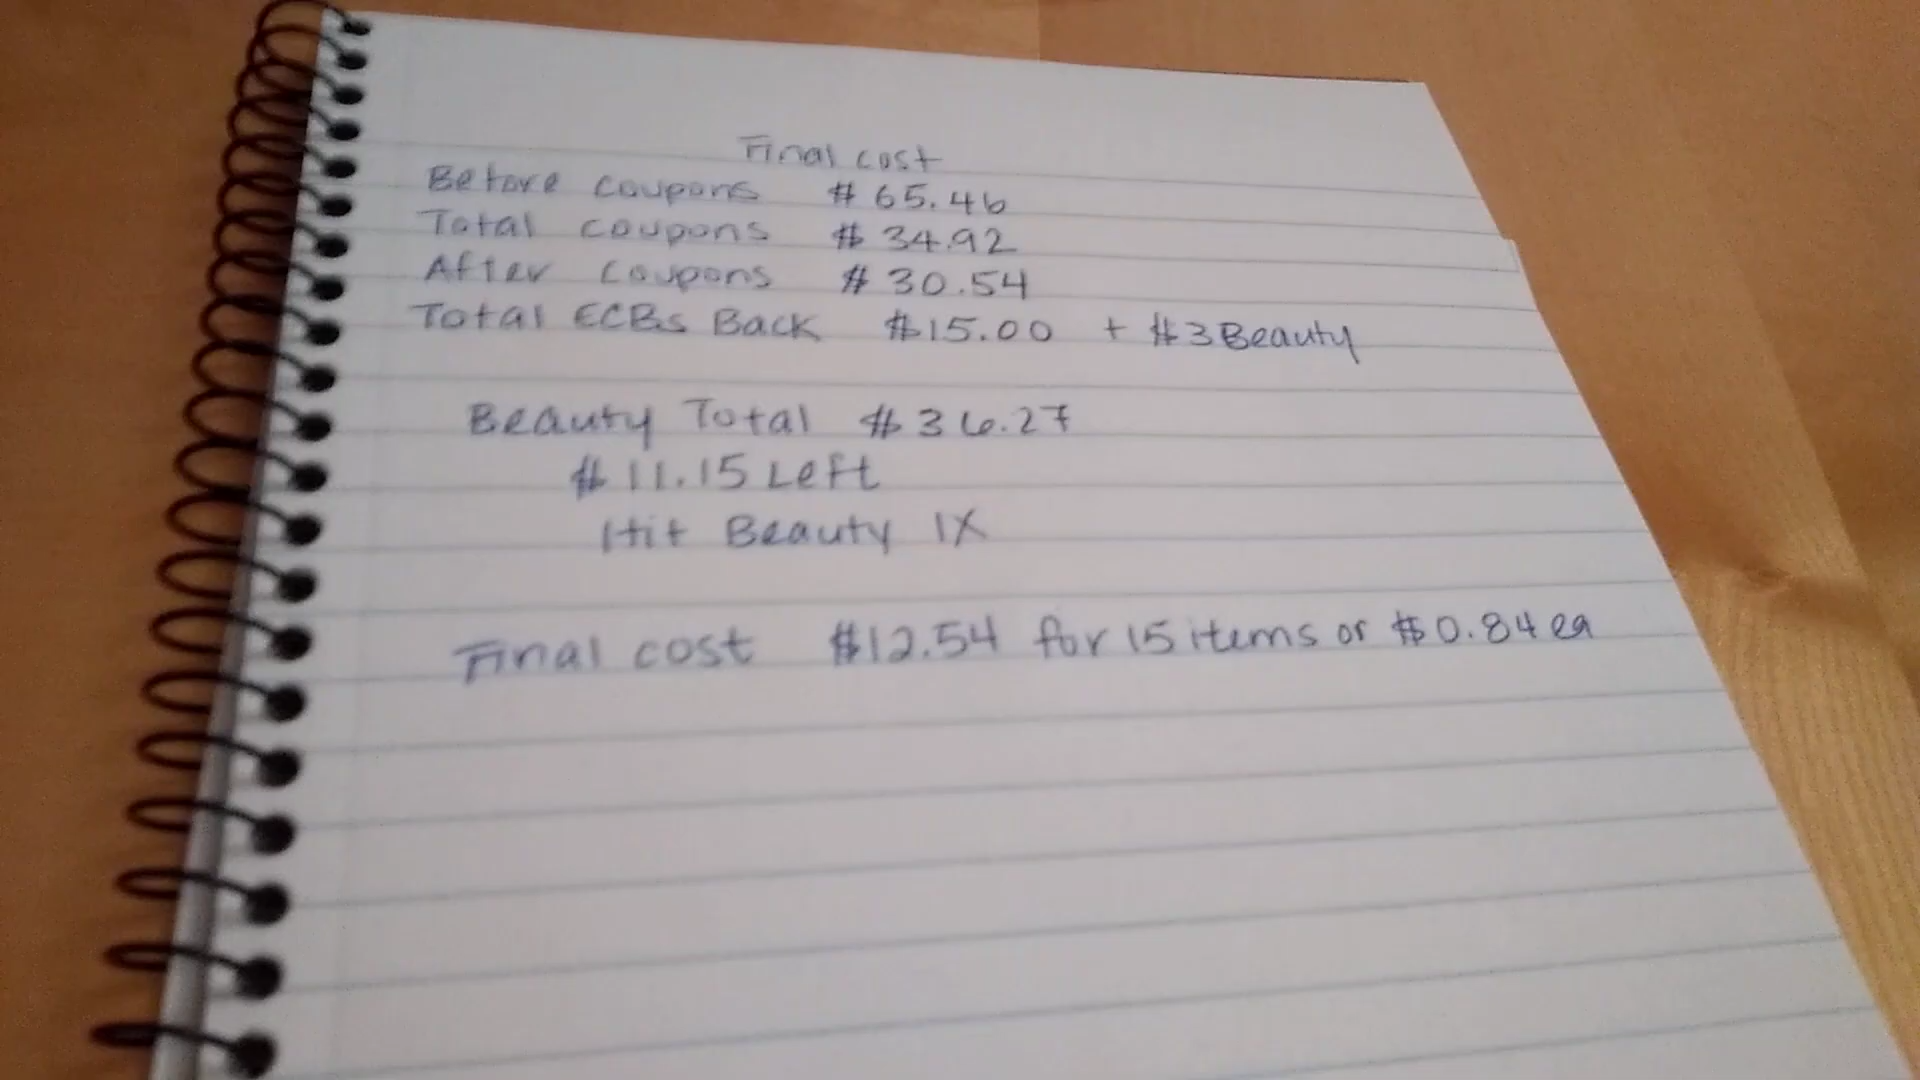 Final cost
Before coupons $65.46
Total coupons $34.92
After coupons $30.54
Total ECBs Back $15.00 + $3 Beauty
Beauty Total $36.27
$11.15 Left
Hit Beauty 1X
Final cost $12.54 for 15 items or $0.84 ea